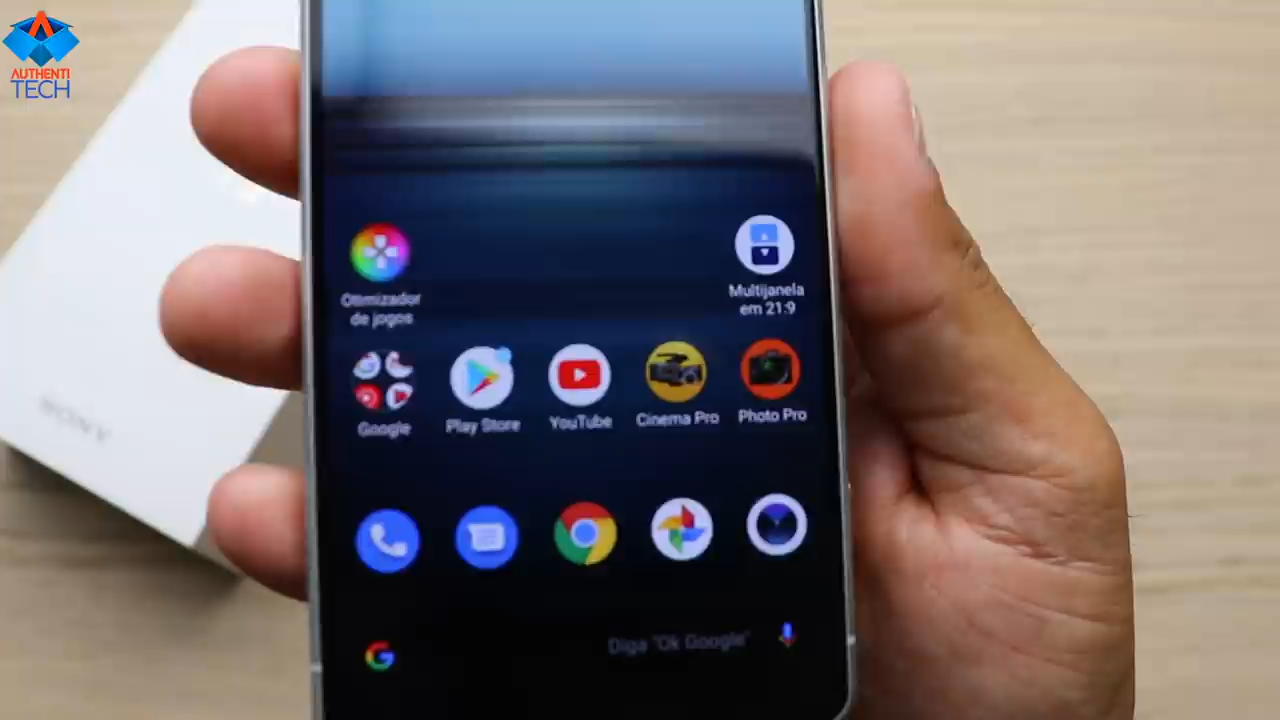 AUTHENTI
TECH
Otimizador
de jogos
Multijanela
em 21:9
Google
Play Store
YouTube
Cinema Pro
Photo Pro
Diga "Ok Google"
SONY